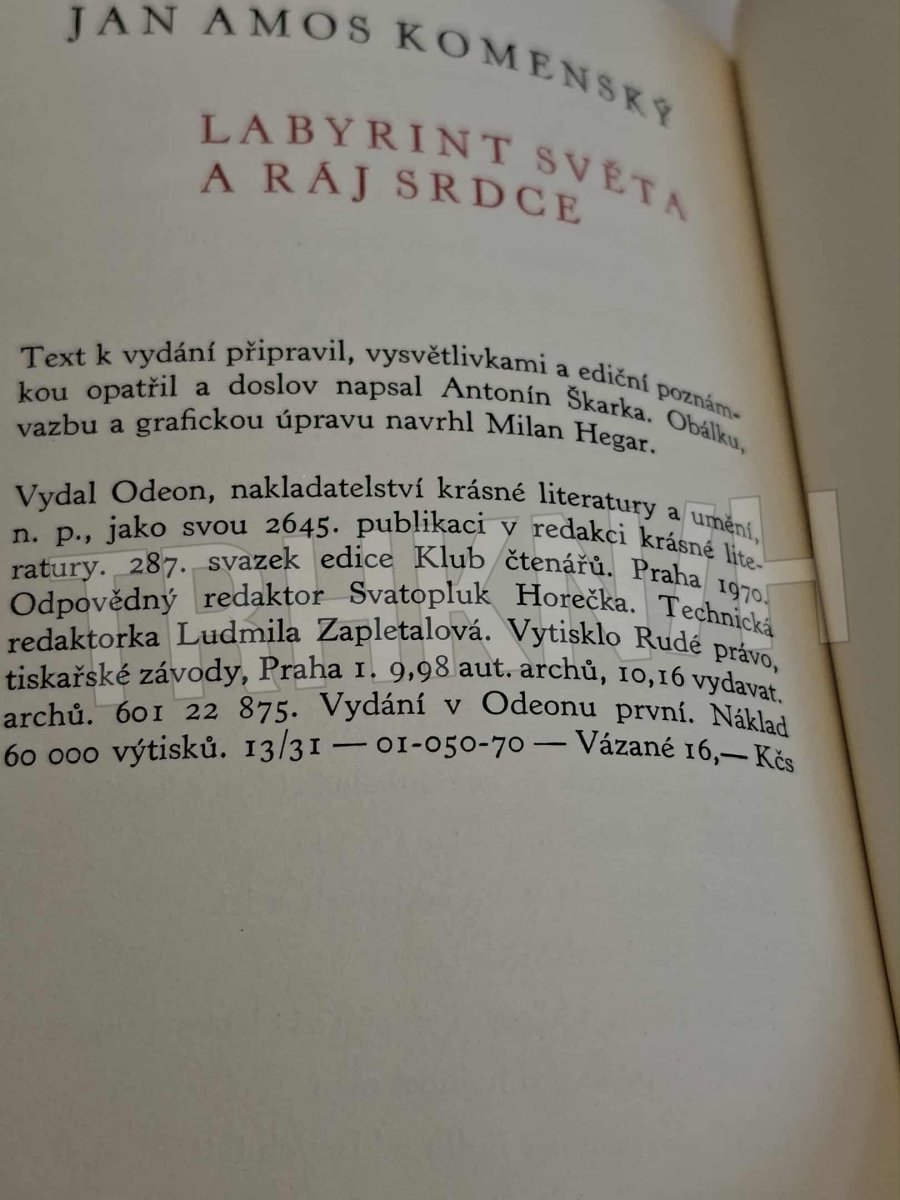 JAN AMOS KOMENSKÝ
LABYRINT SVĚTA
A RÁJ SRDCE
Text k vydání připravil, vysvětlivkami a ediční poznám-
kou opatřil a doslov napsal Antonín Škarka. Obálku,
vazbu a grafickou úpravu navrhl Milan Hegar.
Vydal Odeon, nakladatelství krásné literatury a umění,
n. p., jako svou 2645. publikaci v redakci krásné lite-
ratury. 287. svazek edice Klub čtenářů. Praha 1970.
Odpovědný redaktor Svatopluk Horečka. Technická
redaktorka Ludmila Zapletalová. Vytisklo Rudé právo,
tiskařské závody, Praha 1. 9,98 aut. archů, 10,16 vydavat.
archů. 601 22 875. Vydání v Odeonu první. Náklad
60 000 výtisků. 13/31 — 01-050-70 — Vázané 16,— Kčs